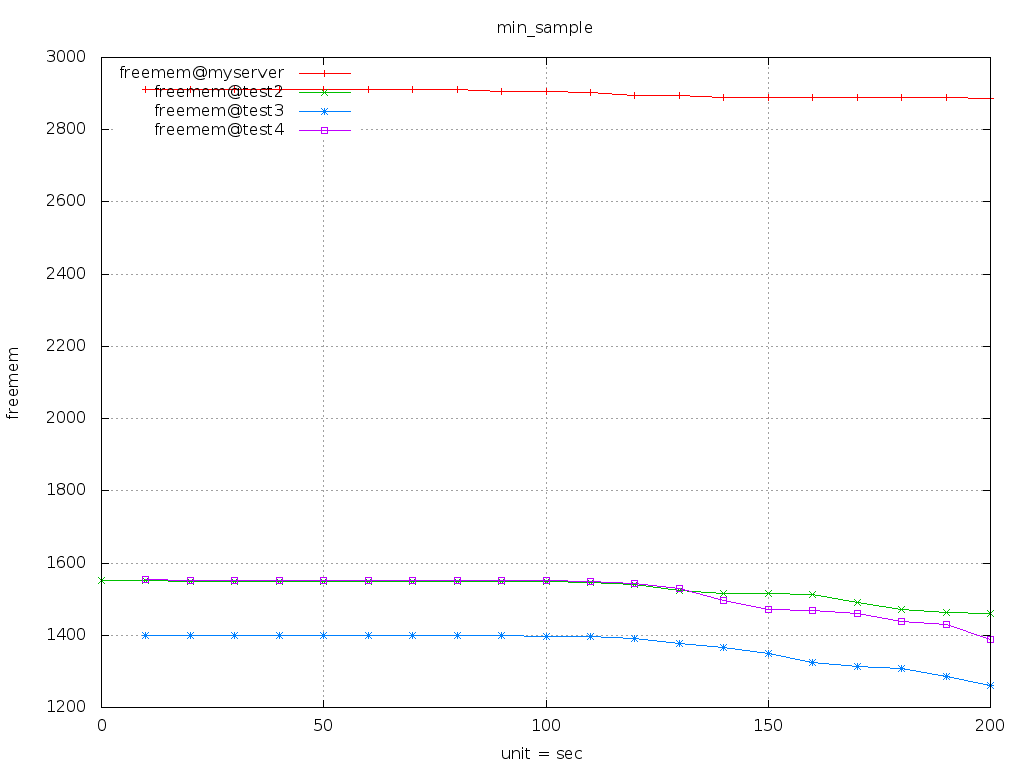 min_sample
3000
freemem@myserver
freemem@test2
freemem@test3
freemem@test4
2800
2600
2400
2200
2000
1800
1600
1400
1200
freemem
0 50 100 150 200
unit = sec